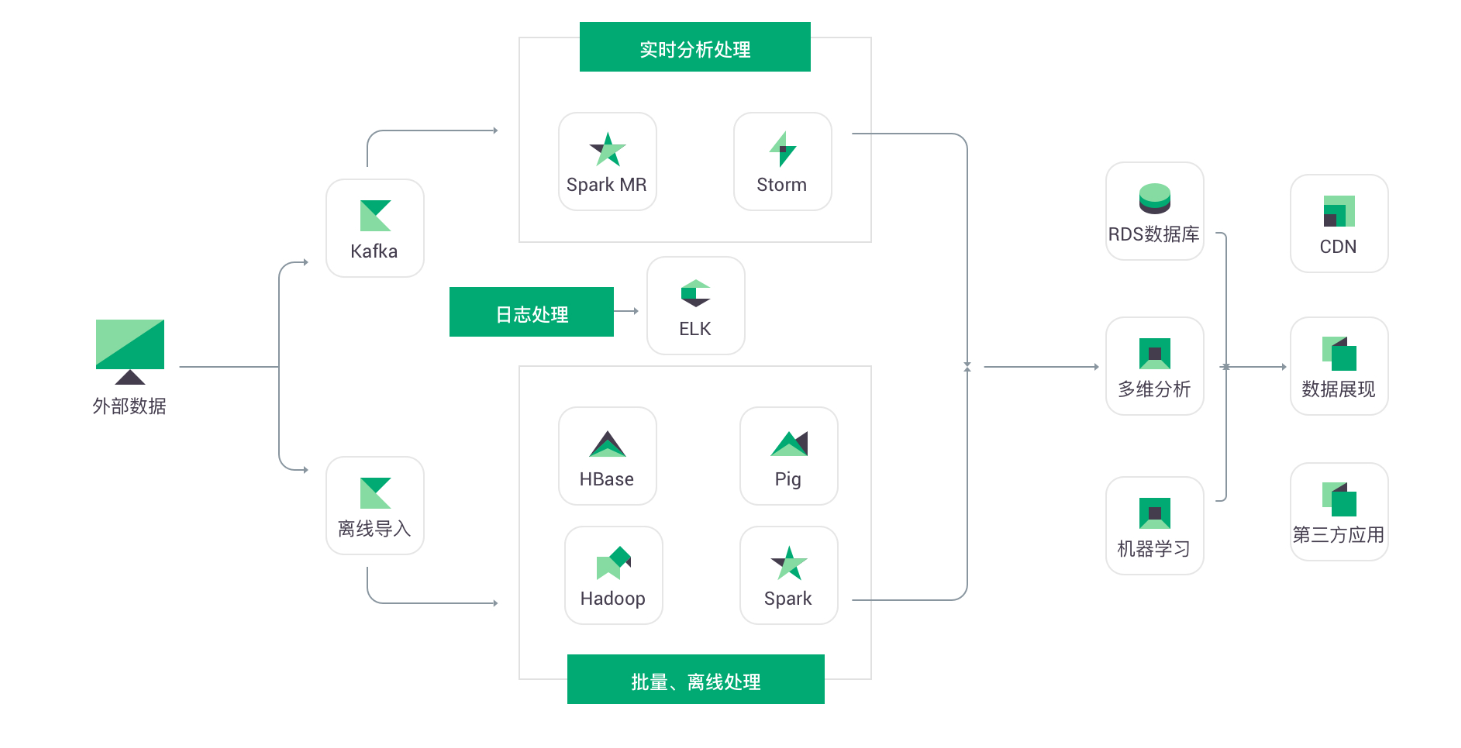 实时分析处理
Spark MR
Storm
Kafka
日志处理
ELK
外部数据
离线导入
HBase
Pig
Hadoop
Spark
批量、离线处理
RDS数据库
CDN
多维分析
数据展现
机器学习
第三方应用